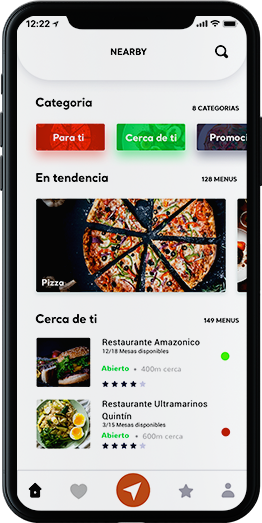 12:22
NEARBY
Categoria
8 CATEGORIAS
Para ti
Cerca de ti
Promoci
En tendencia
128 MENUS
Pizza
Cerca de ti
149 MENUS
Restaurante Amazonico
12/18 Mesas disponibles
Abierto • 400m cerca
Restaurante Ultramarinos
Quintín
3/15 Mesas disponibles
Abierto • 600m cerca